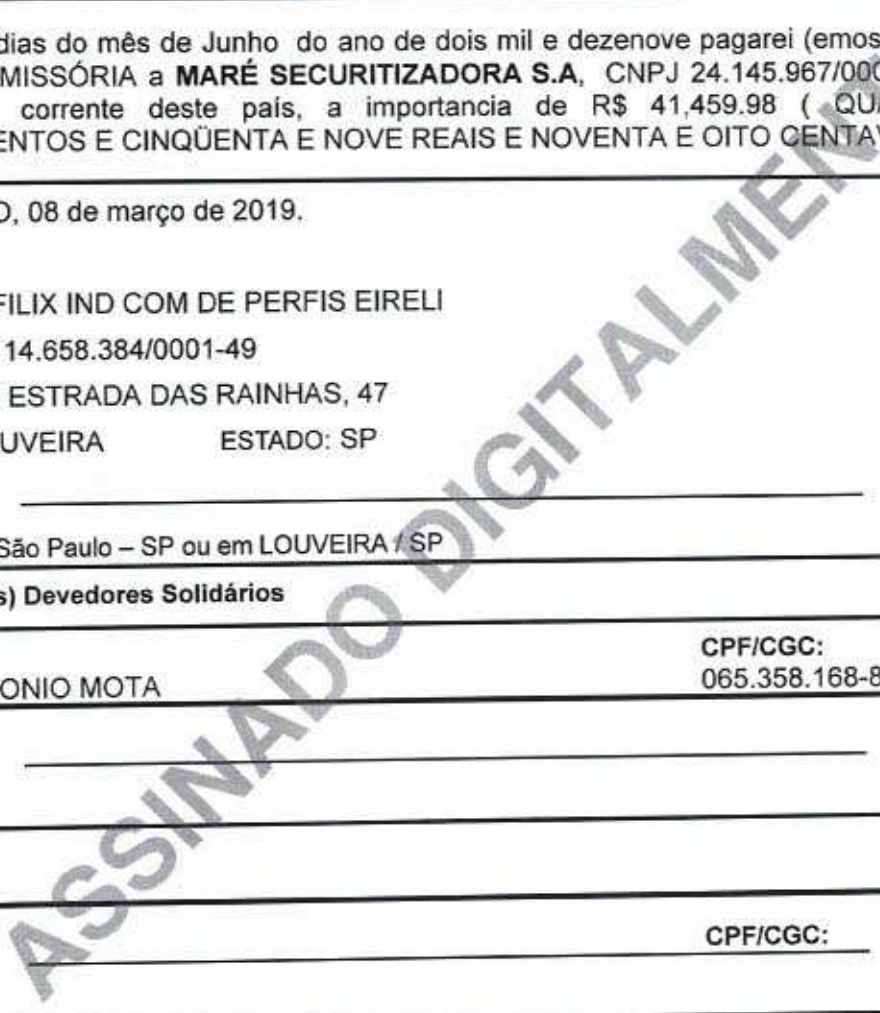 dias do mês de Junho do ano de dois mil e dezenove pagarei (emos
MISSÓRIA a MARÉ SECURITIZADORA S.A, CNPJ 24.145.967/000
corrente deste país, a importancia de R$ 41,459.98 ( QUA
ENTOS E CINQÜENTA E NOVE REAIS E NOVENTA E OITO CENTAV
O, 08 de março de 2019.
FILIX IND COM DE PERFIS EIRELI
14.658.384/0001-49
ESTRADA DAS RAINHAS, 47
UVEIRA ESTADO: SP
São Paulo – SP ou em LOUVEIRA / SP
s) Devedores Solidários
CPF/CGC:
ONIO MOTA 065.358.168-8
CPF/CGC:
ASSINADO DIGITALMENT